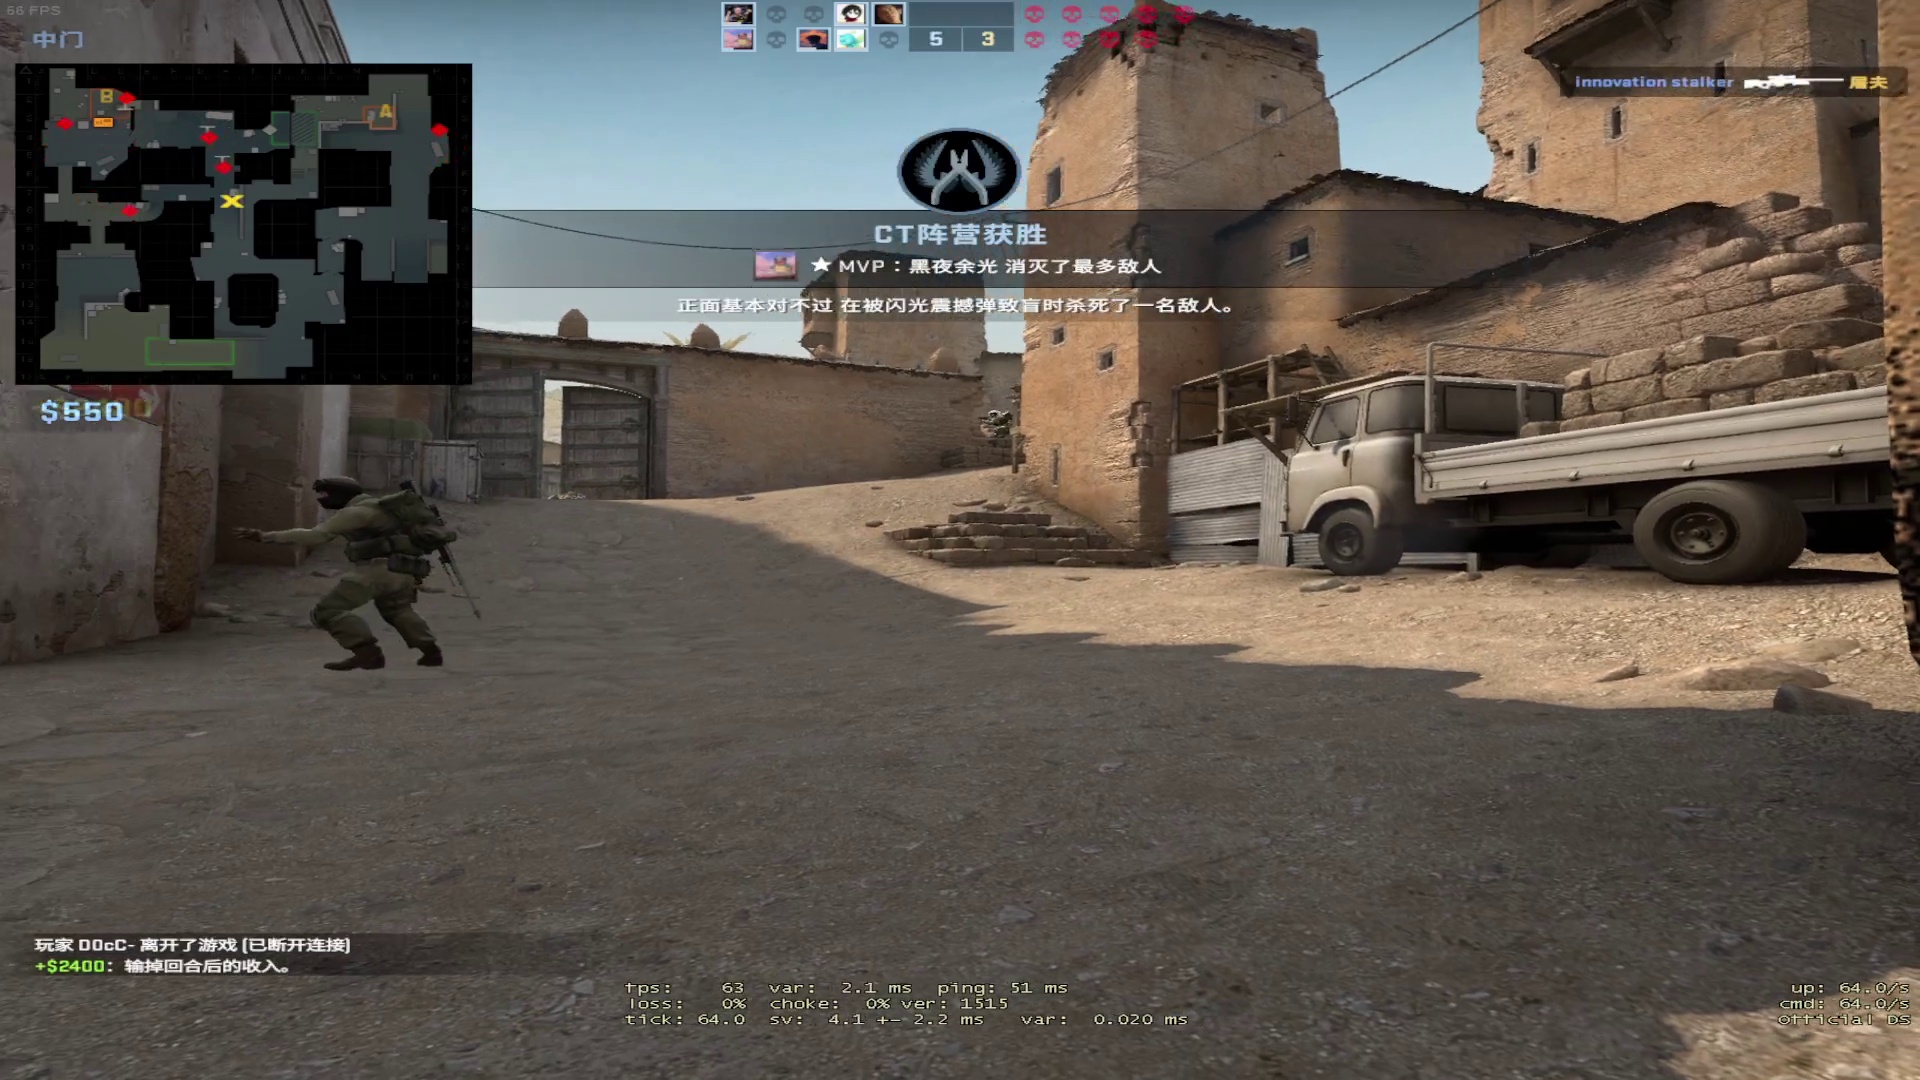 66 FPS
中门
B
A
$550
5 3
innovation stalker 屠夫
CT阵营获胜
★ MVP：黑夜余光 消灭了最多敌人
正面基本对不过 在被闪光震撼弹致盲时杀死了一名敌人。
玩家 D0cC- 离开了游戏 (已断开连接)
+$2400：输掉回合后的收入。
fps: 63 var: 2.1 ms ping: 51 ms
loss: 0% choke: 0% ver: 1515
tick: 64.0 sv: 4.1 +- 2.2 ms var: 0.020 ms
up: 64.0/s
cmd: 64.0/s
official DS